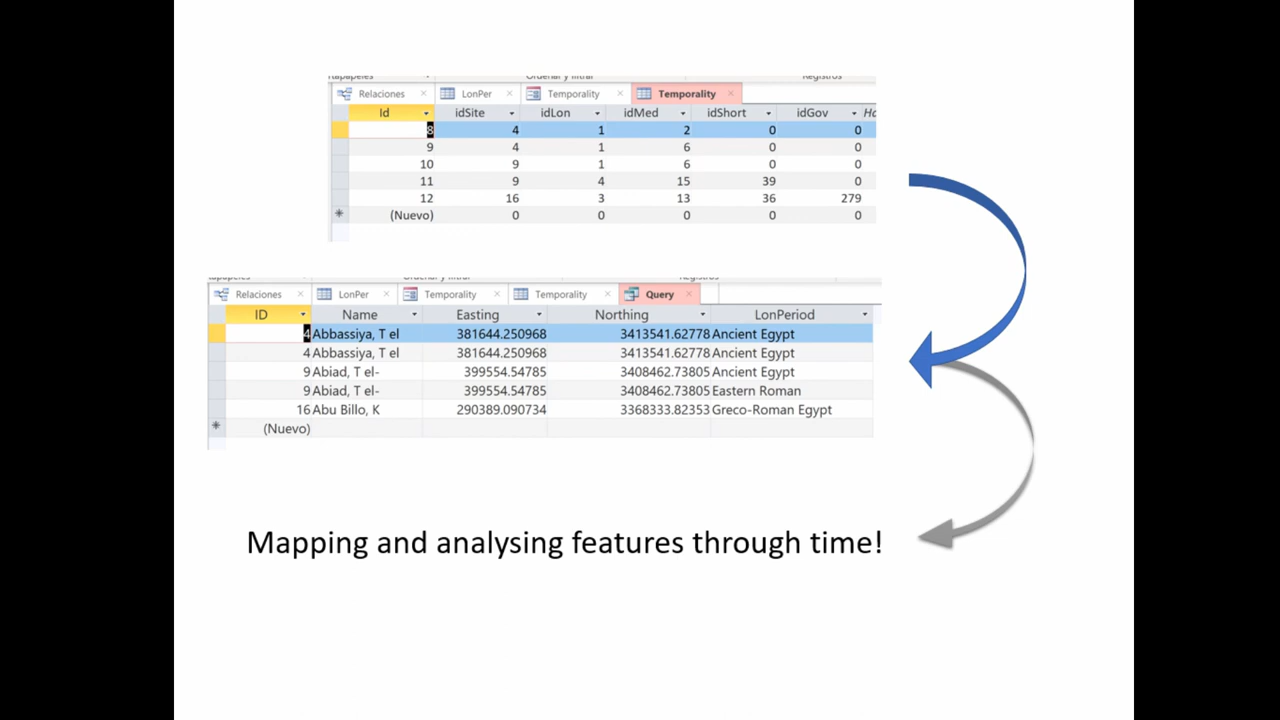 Relaciones × LonPer × Temporality × Temporality ×
Id idSite idLon idMed idShort idGov
8 4 1 2 0 0
9 4 1 6 0 0
10 9 1 6 0 0
11 9 4 15 39 0
12 16 3 13 36 279
(Nuevo) 0 0 0 0 0
Relaciones × LonPer × Temporality × Temporality × Query ×
ID Name Easting Northing LonPeriod
4 Abbassiya, T el 381644.250968 3413541.62778 Ancient Egypt
4 Abbassiya, T el 381644.250968 3413541.62778 Ancient Egypt
9 Abiad, T el- 399554.54785 3408462.73805 Ancient Egypt
9 Abiad, T el- 399554.54785 3408462.73805 Eastern Roman
16 Abu Billo, K 290389.090734 3368333.82353 Greco-Roman Egypt
(Nuevo)
Mapping and analysing features through time!